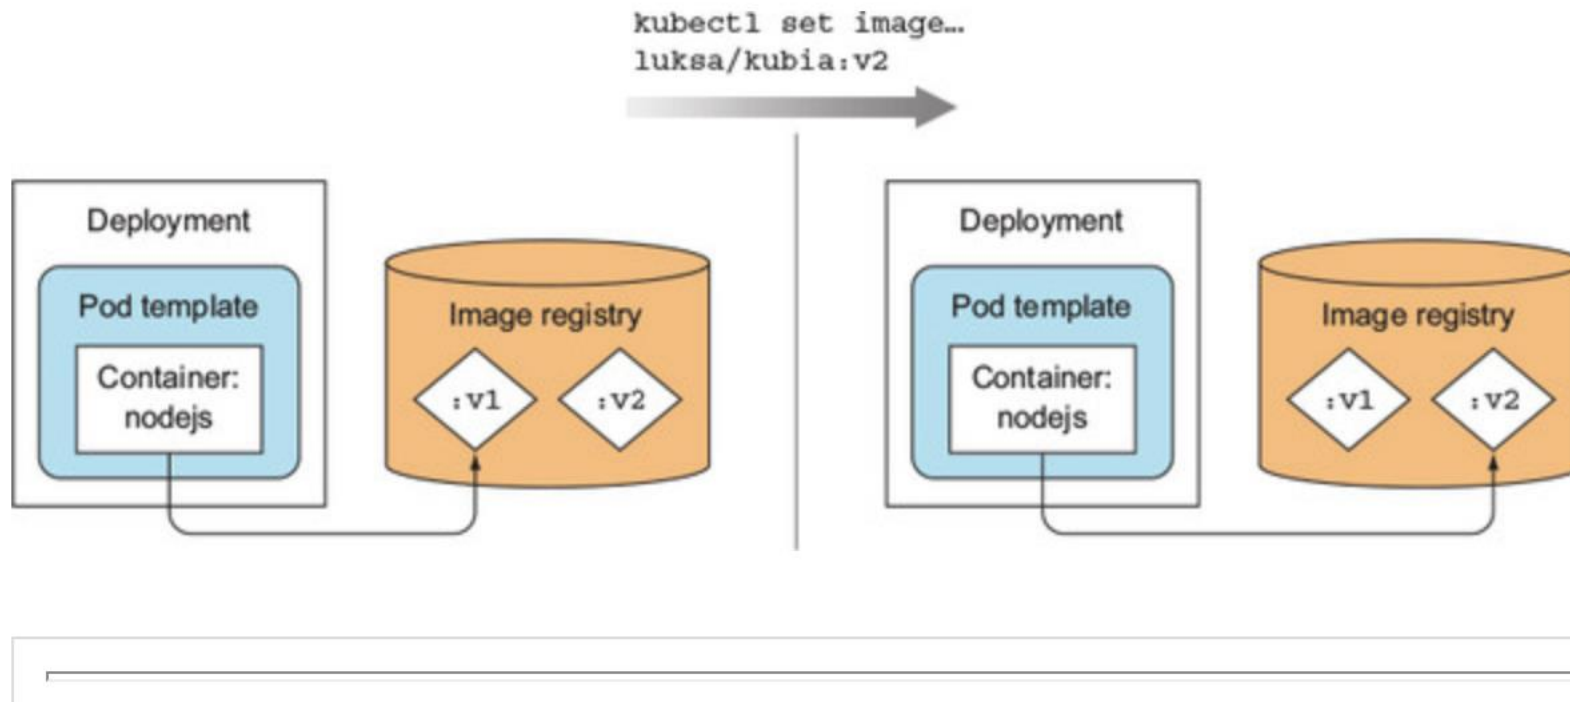 kubectl set image…
luksa/kubia:v2
Deployment
Pod template
Container:
nodejs
Image registry
:v1
:v2
Deployment
Pod template
Container:
nodejs
Image registry
:v1
:v2